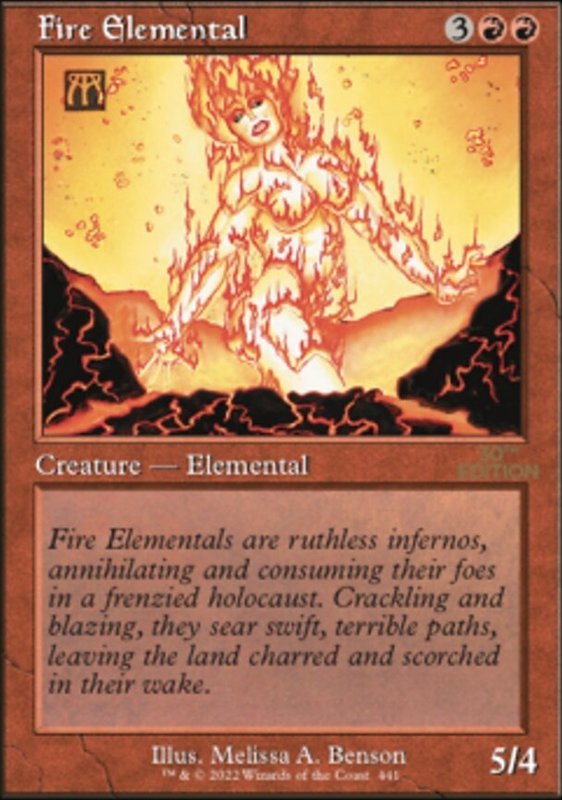 Fire Elemental 3
Creature — Elemental
30TH
EDITION
Fire Elementals are ruthless infernos,
annihilating and consuming their foes
in a frenzied holocaust. Crackling and
blazing, they sear swift, terrible paths,
leaving the land charred and scorched
in their wake.
Illus. Melissa A. Benson
™ & © 2022 Wizards of the Coast 441
5/4